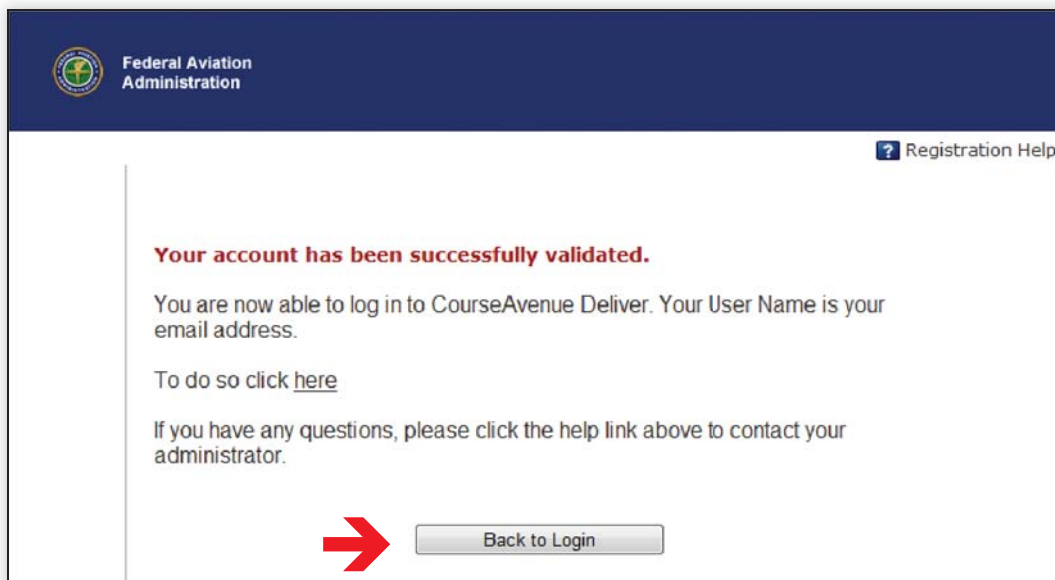 Federal Aviation
Administration
? Registration Help
Your account has been successfully validated.
You are now able to log in to CourseAvenue Deliver. Your User Name is your
email address.
To do so click here
If you have any questions, please click the help link above to contact your
administrator.
Back to Login